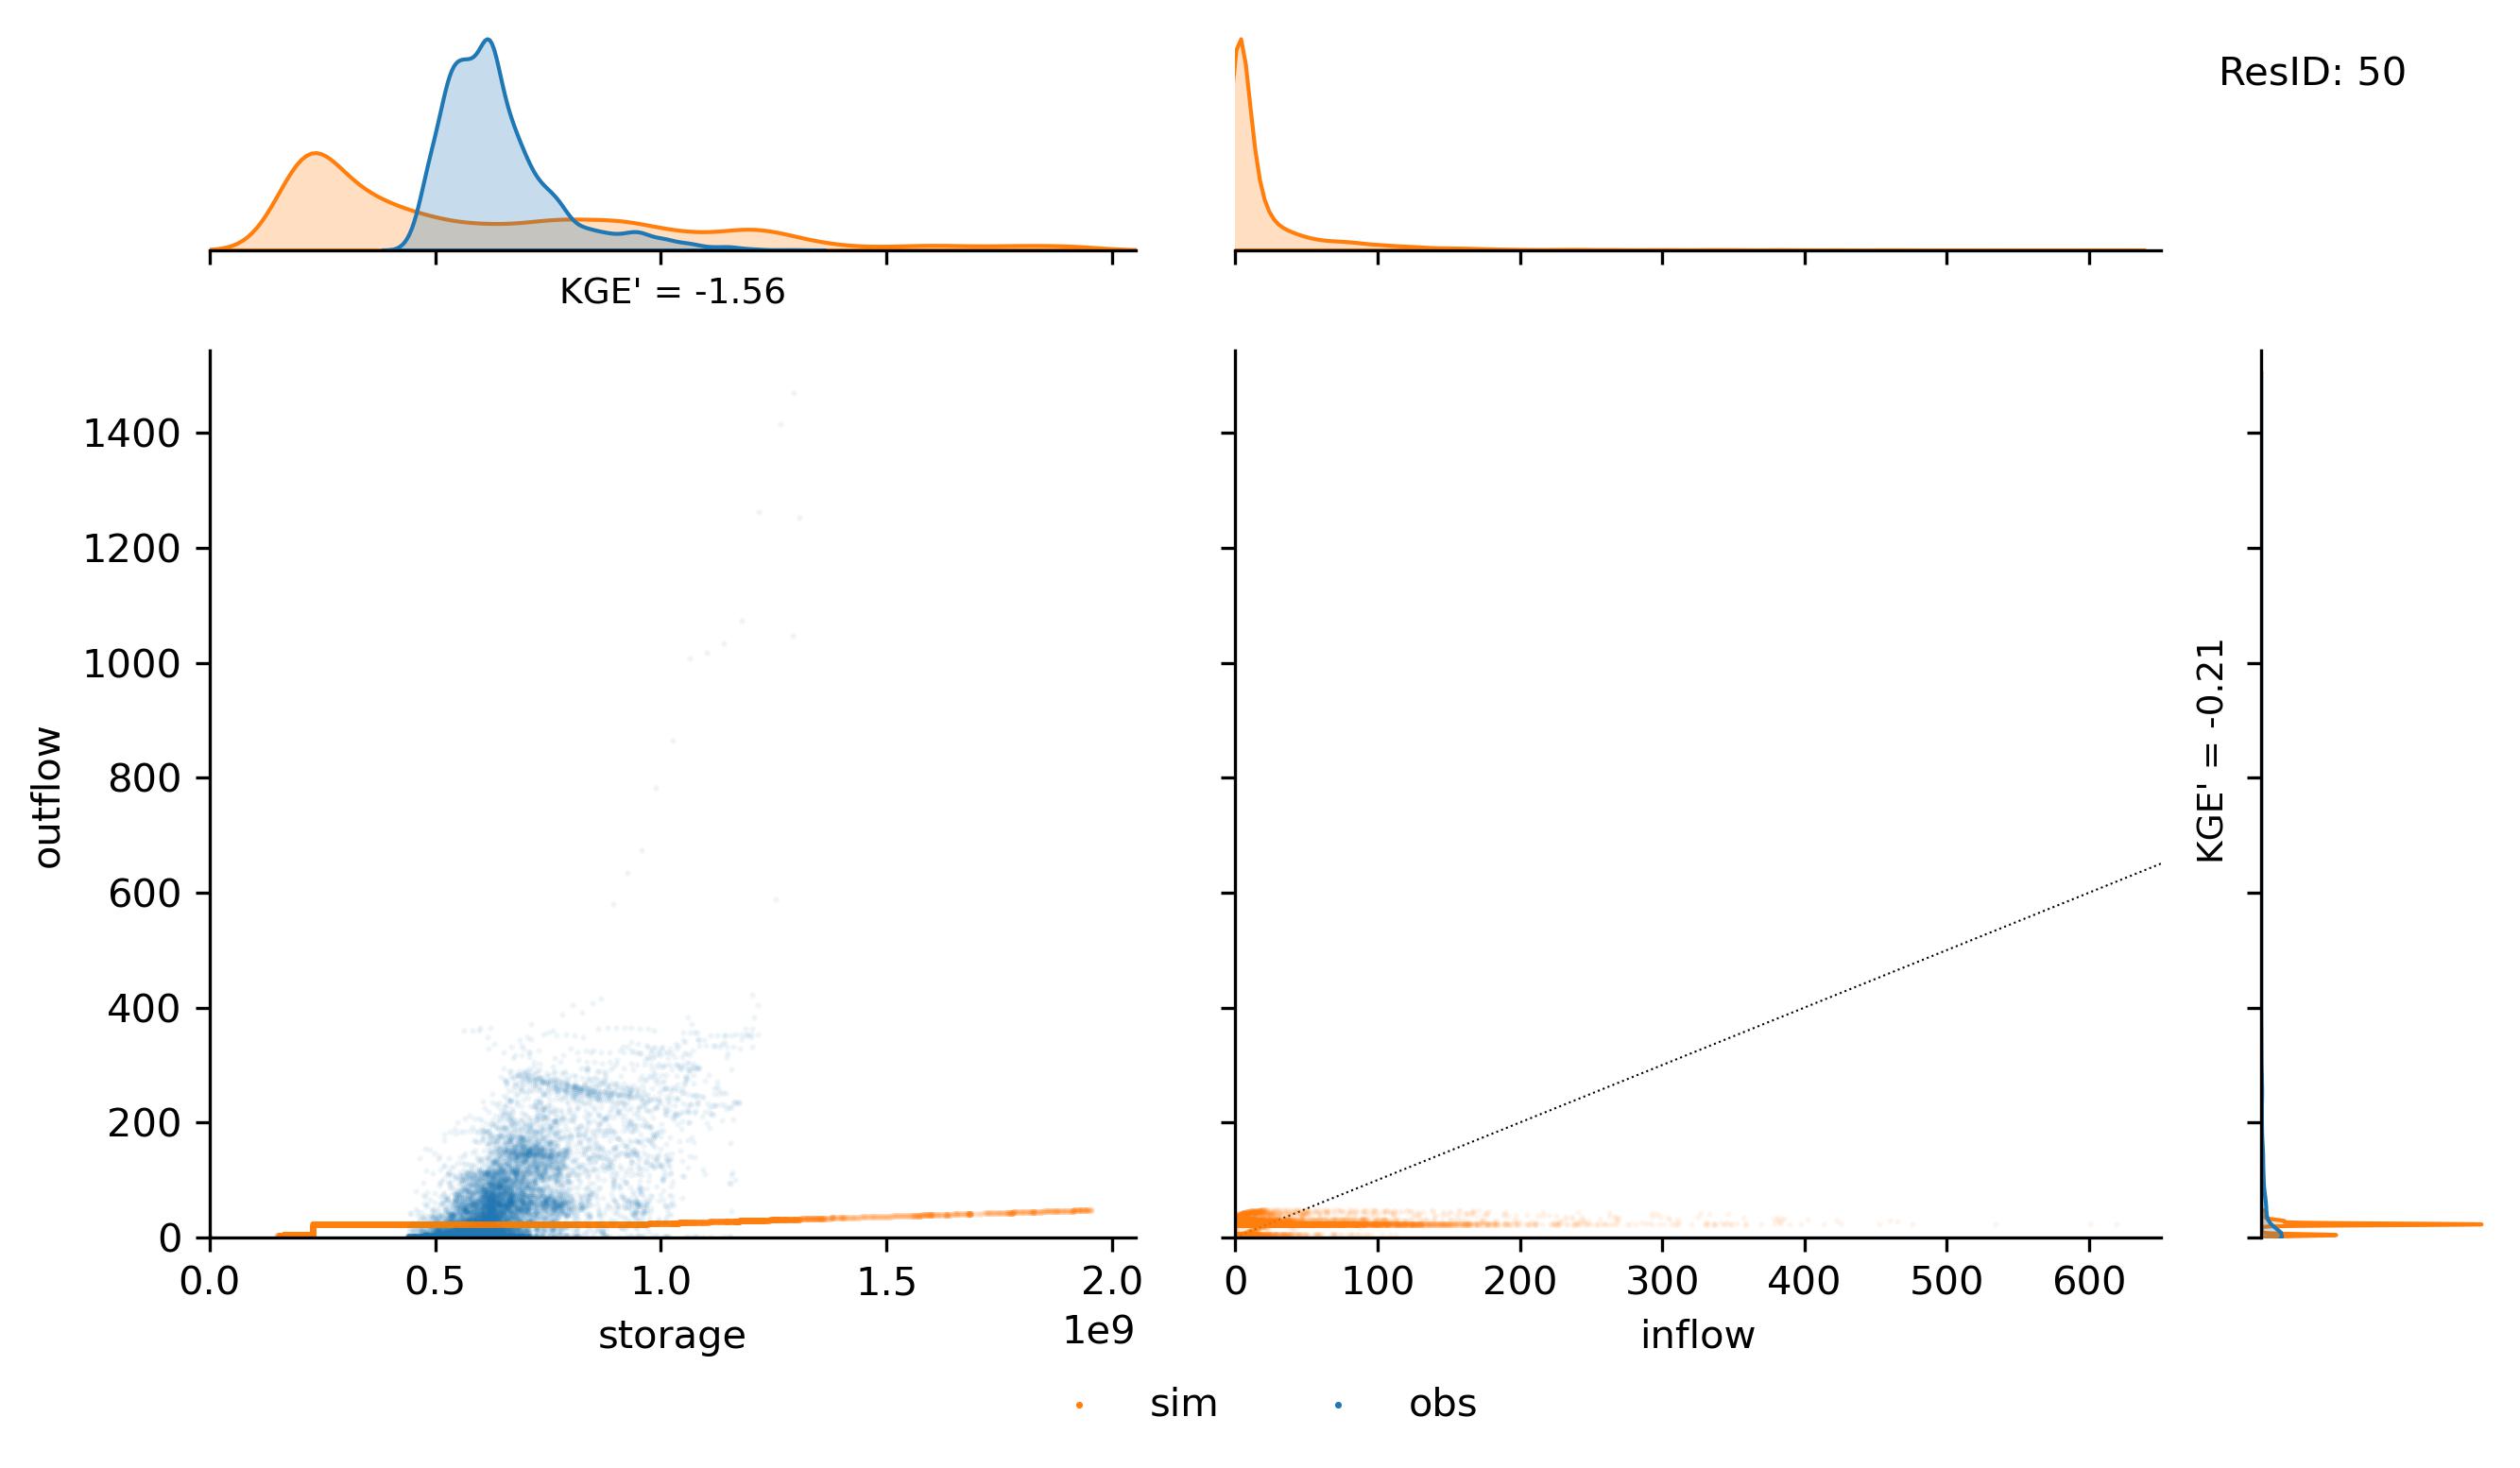 ResID: 50
KGE' = -1.56
outflow
1400
1200
1000
800
600
400
200
0
0.0 0.5 1.0 1.5 2.0
1e9
storage
KGE' = -0.21
0 100 200 300 400 500 600
inflow
sim obs